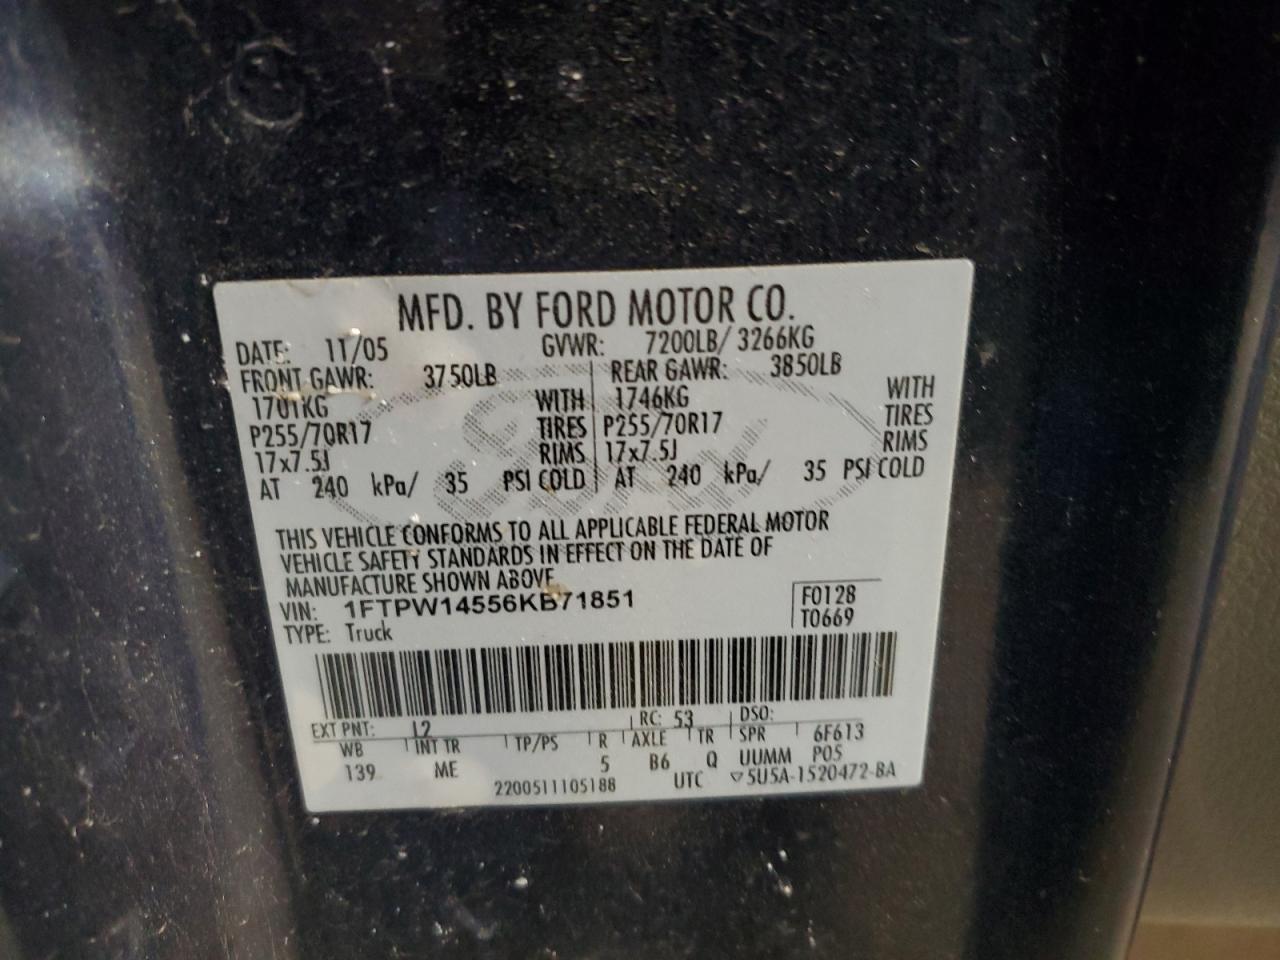 MFD. BY FORD MOTOR CO.
DATE: 11/05 GVWR: 7200LB/ 3266KG
FRONT GAWR: 3750LB REAR GAWR: 3850LB
1701KG WITH 1746KG WITH
P255/70R17 TIRES P255/70R17 TIRES
17x7.5J RIMS 17x7.5J RIMS
AT 240 kPa/ 35 PSI COLD AT 240 kPa/ 35 PSI COLD
THIS VEHICLE CONFORMS TO ALL APPLICABLE FEDERAL MOTOR
VEHICLE SAFETY STANDARDS IN EFFECT ON THE DATE OF
MANUFACTURE SHOWN ABOVE
VIN: 1FTPW14556KB71851 F0128
TYPE: Truck T0669
EXT PNT: L2 RC: 53 DSO:
WB INT TR TP/PS R AXLE TR SPR 6F613
139 ME 5 B6 Q UUMM P05
2200511105188 UTC ▽5U5A-1520472-BA